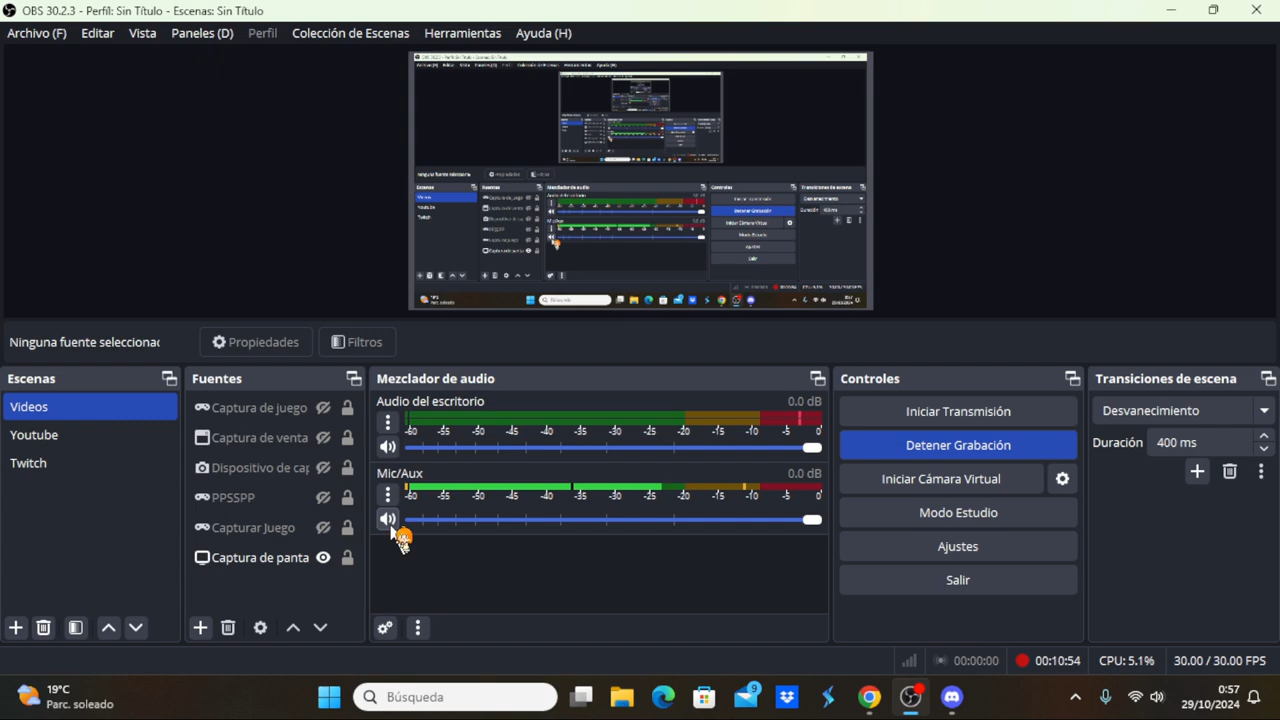 OBS 30.2.3 - Perfil: Sin Título - Escenas: Sin Título
Archivo (F) Editar Vista Paneles (D) Perfil Colección de Escenas Herramientas Ayuda (H)
Ninguna fuente seleccionac Propiedades Filtros
Escenas
Videos
Youtube
Twitch
Fuentes
Captura de juego
Captura de venta
Dispositivo de cap
PPSSPP
Capturar Juego
Captura de panta
Mezclador de audio
Audio del escritorio 0.0 dB
-60 -55 -50 -45 -40 -35 -30 -25 -20 -15 -10 -5 0
Mic/Aux 0.0 dB
-60 -55 -50 -45 -40 -35 -30 -25 -20 -15 -10 -5 0
Controles
Iniciar Transmisión
Detener Grabación
Iniciar Cámara Virtual
Modo Estudio
Ajustes
Salir
Transiciones de escena
Desvanecimiento
Duración 400 ms
00:00:00 00:10:54 CPU: 5.1% 30.00 / 30.00 FPS
19°C
Parc. soleado
Búsqueda
9
0:57
29/10/2024